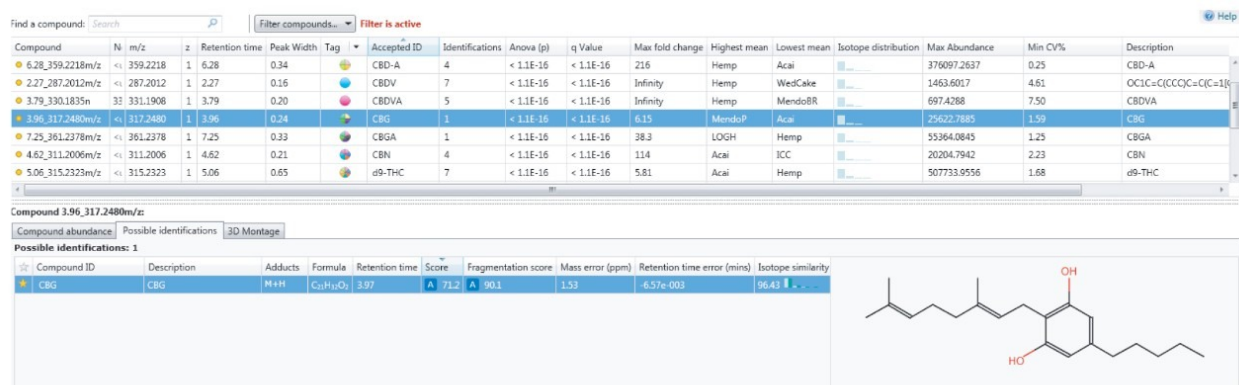 Find a compound: Search Filter compounds... Filter is active Help
Compound m/z z Retention time Peak Width Tag Accepted ID Identifications Anova (p) q Value Max fold change Highest mean Lowest mean Isotope distribution Max Abundance Min CV% Description
6.28_359.2218m/z 359.2218 1 6.28 0.34 CBD-A 4 < 1.1E-16 < 1.1E-16 216 Hemp Acai 376097.2637 0.25 CBD-A
2.27_287.2012m/z 287.2012 1 2.27 0.16 CBDV 7 < 1.1E-16 < 1.1E-16 Infinity Hemp WedCake 1463.6017 4.61
3.79_330.1835n 33 331.1908 1 3.79 0.20 CBDVA 5 < 1.1E-16 < 1.1E-16 Infinity Hemp MendoBR 697.4288 7.50 CBDVA
3.96_317.2480m/z 317.2480 1 3.96 0.24 CBG 1 < 1.1E-16 < 1.1E-16 6.15 MendoP Acai 25622.7885 1.59 CBG
7.25_361.2378m/z 361.2378 1 7.25 0.33 CBGA 1 < 1.1E-16 < 1.1E-16 38.3 LOGH Hemp 55364.0845 1.25 CBGA
4.62_311.2006m/z 311.2006 1 4.62 0.21 CBN 4 < 1.1E-16 < 1.1E-16 114 Acai ICC 20204.7942 2.23 CBN
5.06_315.2323m/z 315.2323 1 5.06 0.65 d9-THC 7 < 1.1E-16 < 1.1E-16 5.81 Acai Hemp 507733.9556 1.68 d9-THC
Compound 3.96_317.2480m/z:
Compound abundance Possible identifications 3D Montage
Possible identifications: 1
Compound ID Description Adducts Formula Retention time Score Fragmentation score Mass error (ppm) Retention time error (mins) Isotope similarity
CBG CBG M+H C₂₁H₃₂O₂ 3.97 A 71.2 A 90.1 1.53 -6.57e-003 96.43
OH
HO